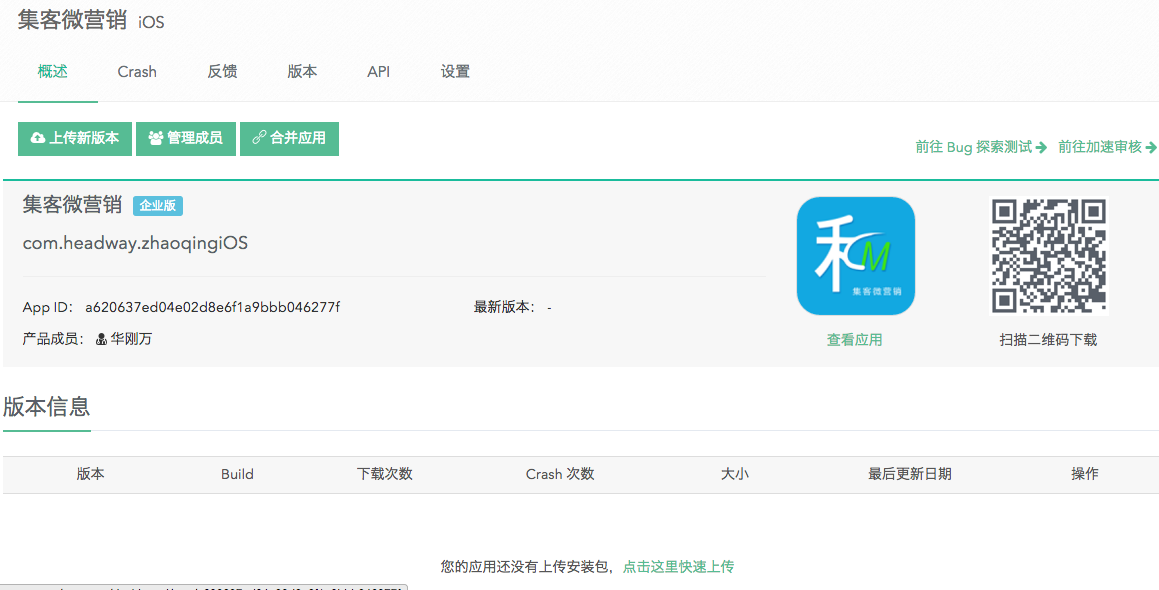 集客微营销 iOS
概述 Crash 反馈 版本 API 设置
上传新版本 管理成员 合并应用
前往 Bug 探索测试 前往加速审核
集客微营销 企业版
com.headway.zhaoqingiOS
App ID： a620637ed04e02d8e6f1a9bbb046277f 最新版本： -
产品成员： 华刚万
和M
集客微营销
查看应用 扫描二维码下载
版本信息
版本 Build 下载次数 Crash 次数 大小 最后更新日期 操作
您的应用还没有上传安装包，点击这里快速上传